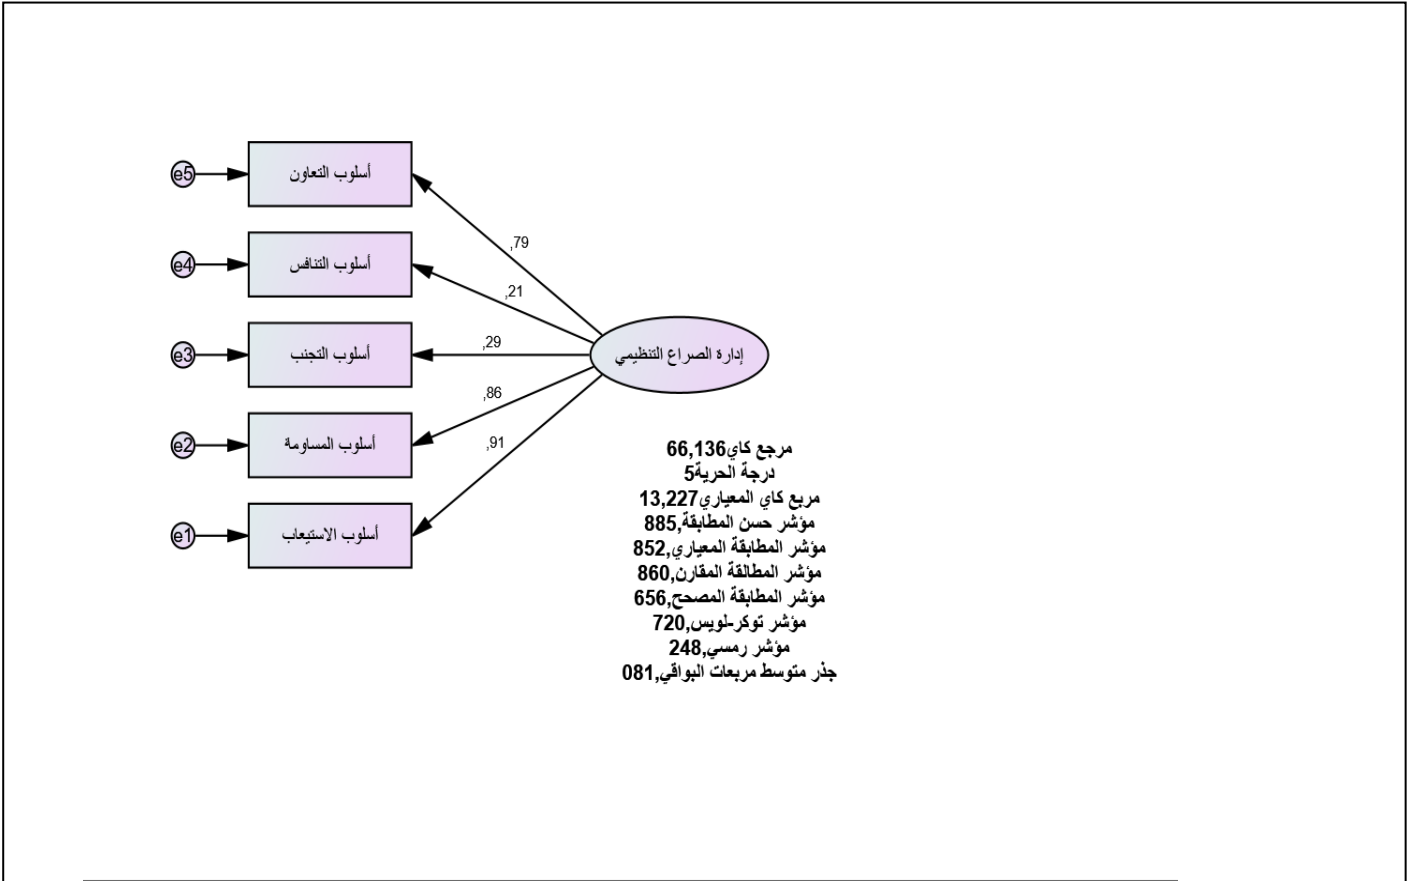 e5
أسلوب التعاون
,79
e4
أسلوب التنافس
,21
e3
أسلوب التجنب
,29
إدارة الصراع التنظيمي
e2
أسلوب المساومة
,86
e1
أسلوب الاستيعاب
,91
مرجع كاي66,136
درجة الحرية5
مربع كاي المعياري13,227
مؤشر حسن المطابقة,885
مؤشر المطابقة المعياري,852
مؤشر المطالقة المقارن,860
مؤشر المطابقة المصحح,656
مؤشر توكر-لويس,720
مؤشر رمسي,248
جذر متوسط مربعات البواقي,081